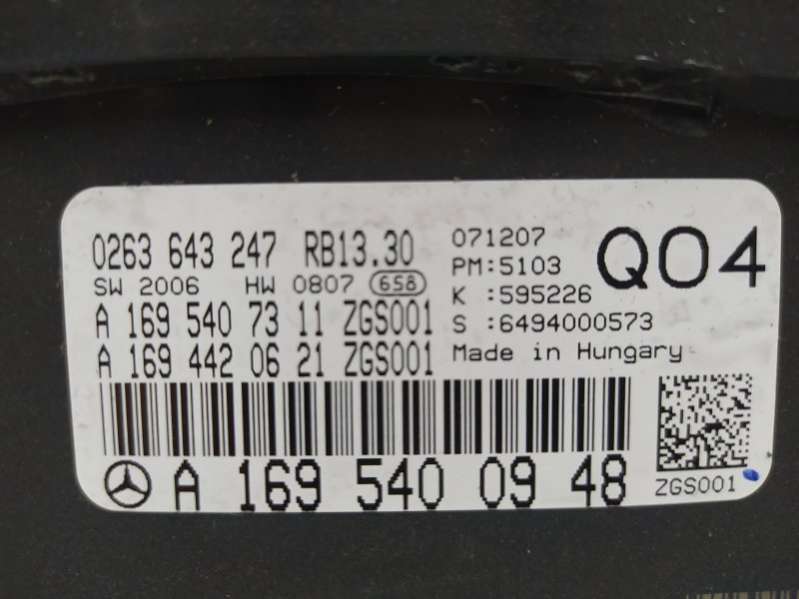 0263 643 247 RB13.30
SW 2006 HW 0807 658
A 169 540 73 11 ZGS001
A 169 442 06 21 ZGS001
071207
PM:5103
K :595226
S :6494000573
Made in Hungary
Q04
A 169 540 09 48
ZGS001